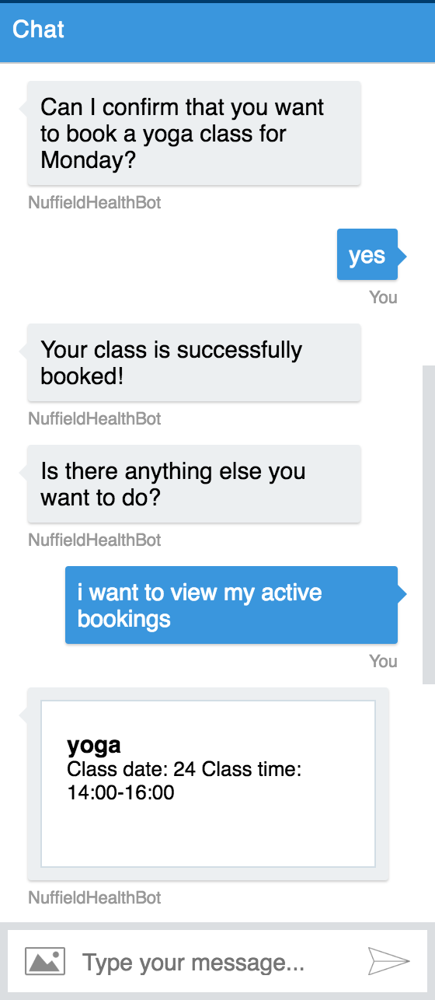 Chat
Can I confirm that you want
to book a yoga class for
Monday?
NuffieldHealthBot
yes
You
Your class is successfully
booked!
NuffieldHealthBot
Is there anything else you
want to do?
NuffieldHealthBot
i want to view my active
bookings
You
yoga
Class date: 24 Class time:
14:00-16:00
NuffieldHealthBot
Type your message...